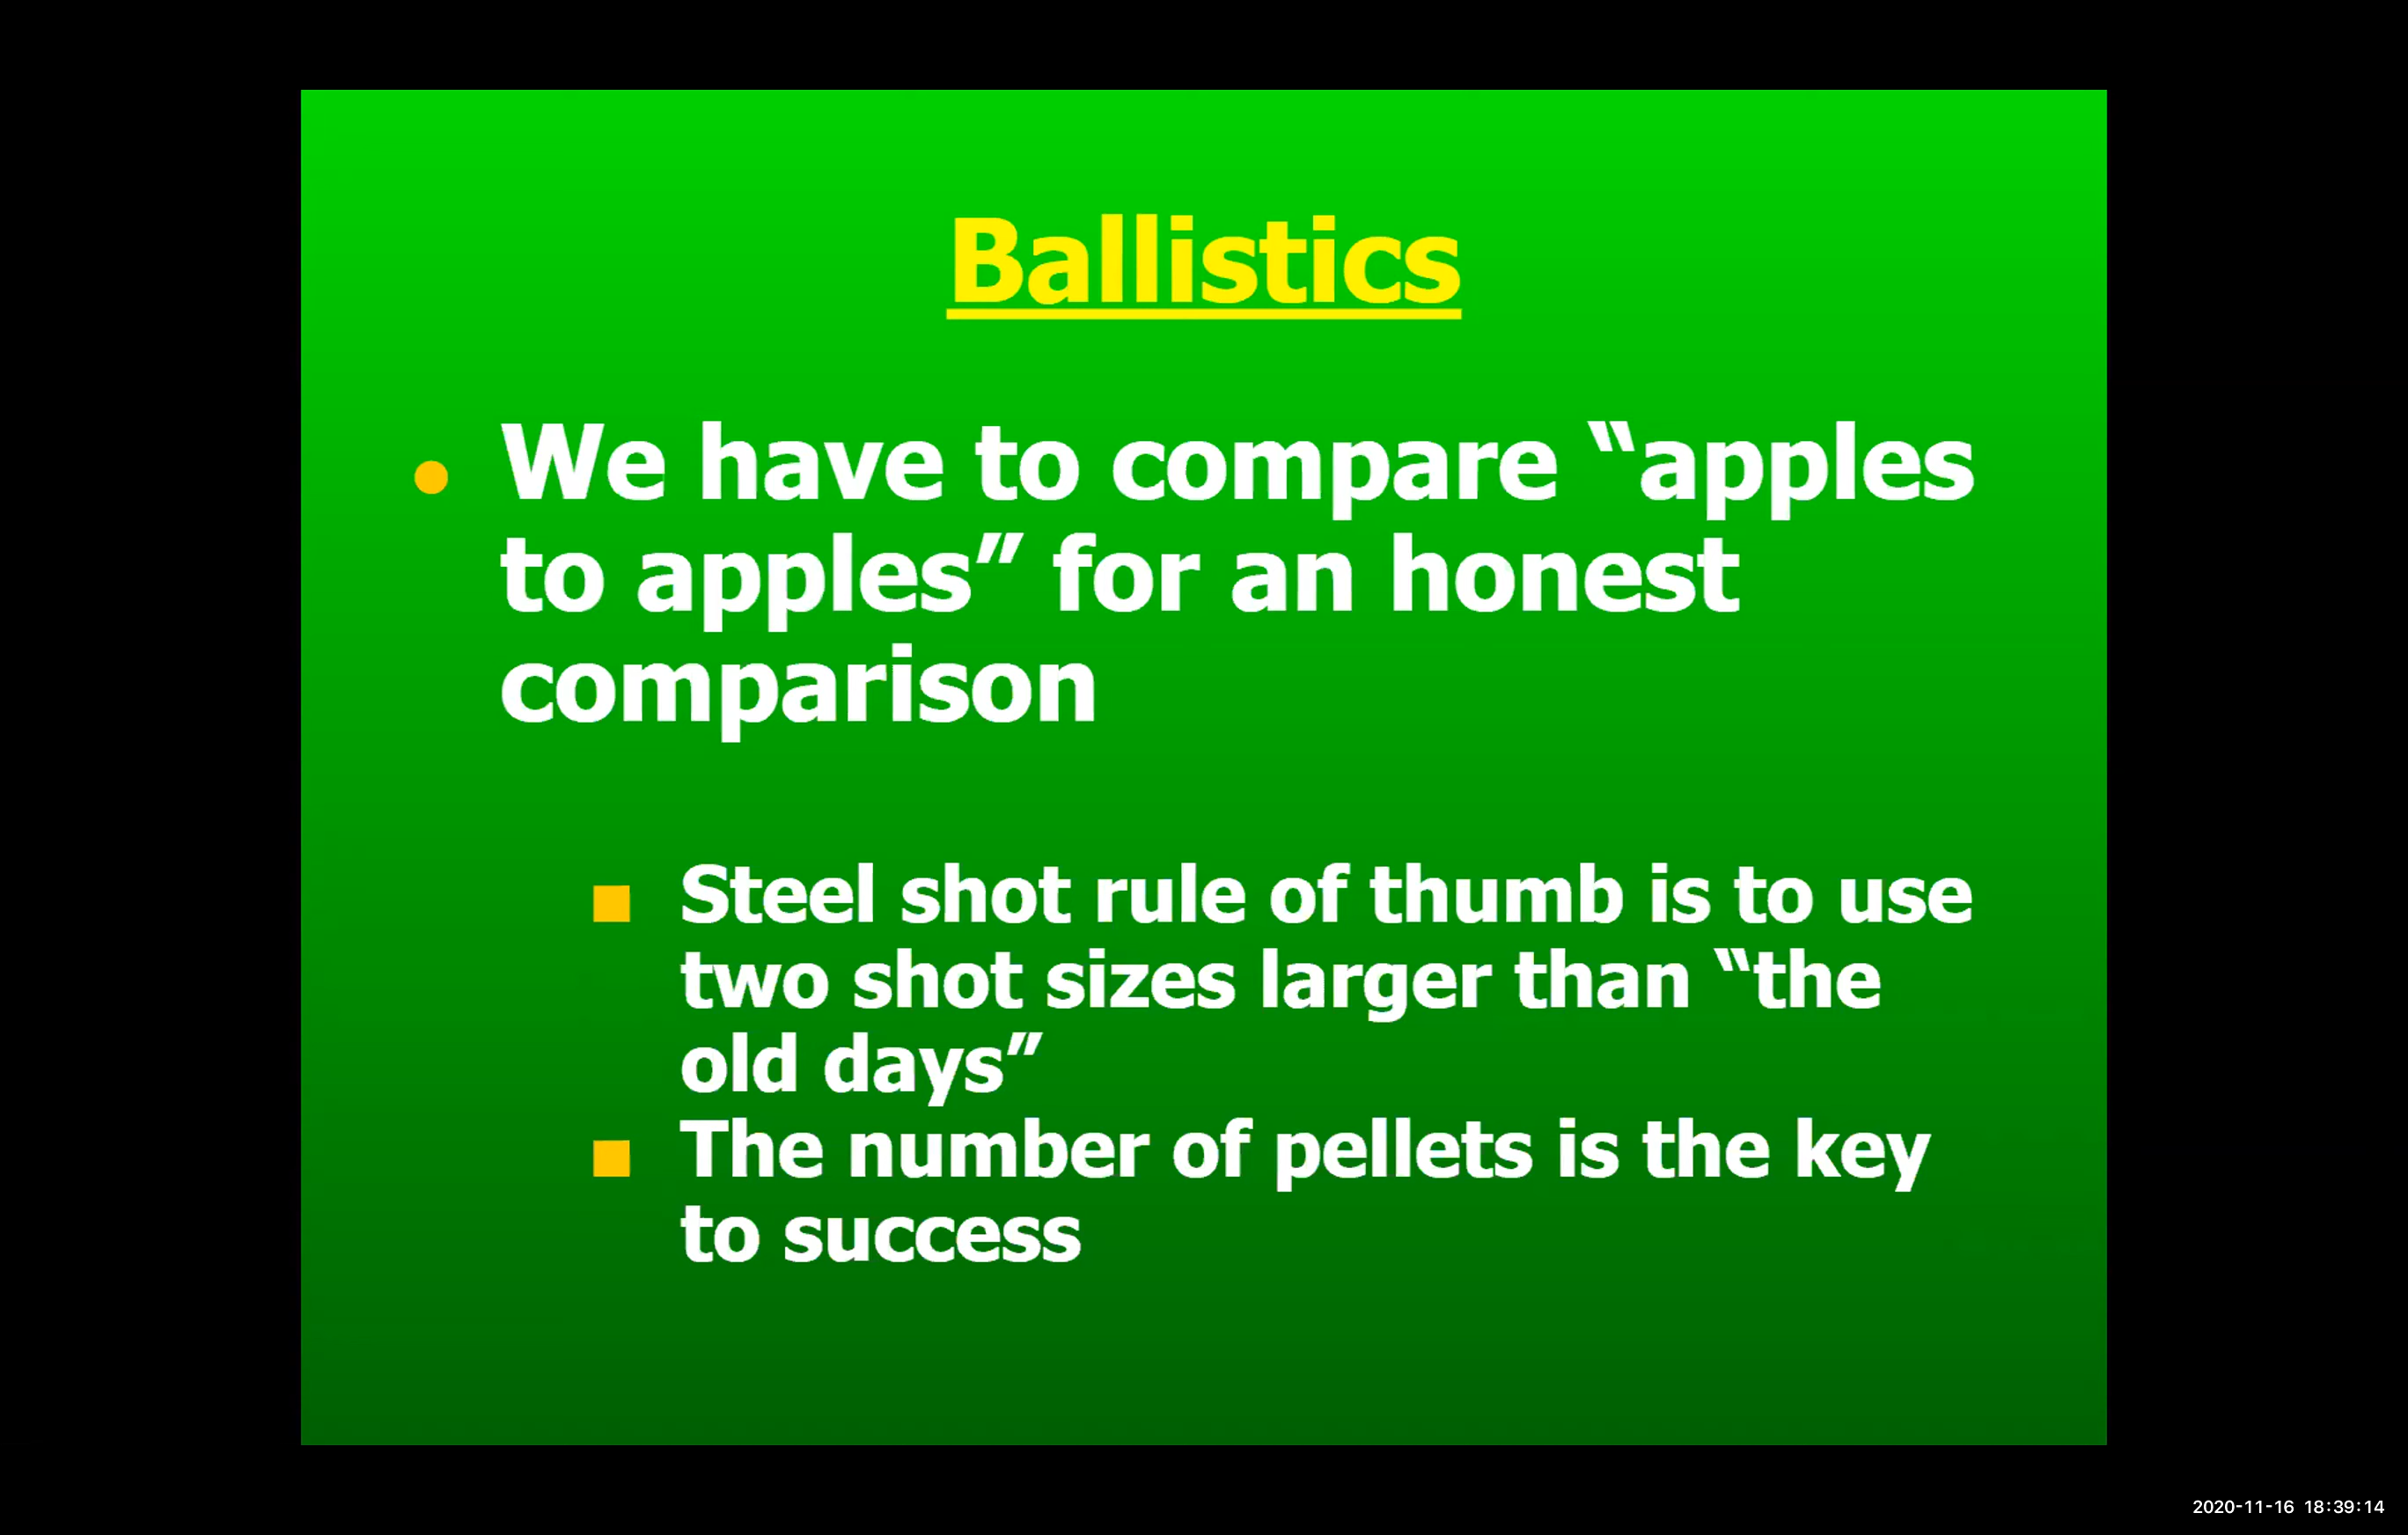 Ballistics
We have to compare “apples
to apples” for an honest
comparison
Steel shot rule of thumb is to use
two shot sizes larger than “the
old days”
The number of pellets is the key
to success
2020-11-16 18:39:14